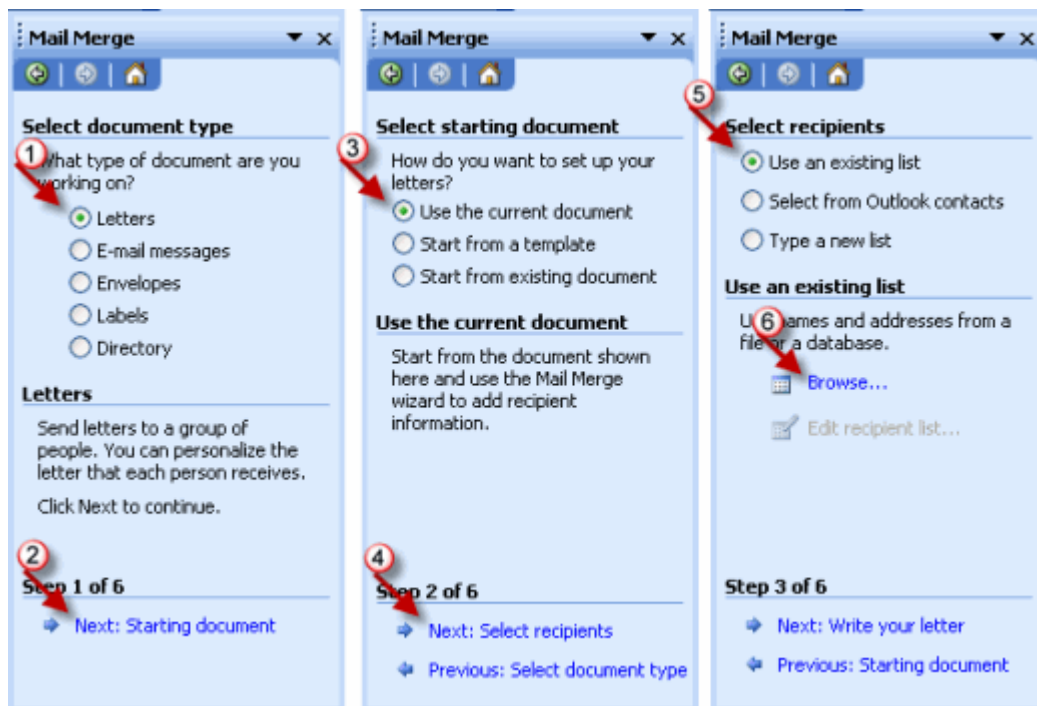 Mail Merge
Select document type
1
What type of document are you
working on?
Letters
E-mail messages
Envelopes
Labels
Directory
Letters
Send letters to a group of
people. You can personalize the
letter that each person receives.
Click Next to continue.
2
Step 1 of 6
Next: Starting document
Mail Merge
Select starting document
3
How do you want to set up your
letters?
Use the current document
Start from a template
Start from existing document
Use the current document
Start from the document shown
here and use the Mail Merge
wizard to add recipient
information.
4
Step 2 of 6
Next: Select recipients
Previous: Select document type
Mail Merge
5
Select recipients
Use an existing list
Select from Outlook contacts
Type a new list
Use an existing list
6
Use names and addresses from a
file or a database.
Browse...
Edit recipient list...
Step 3 of 6
Next: Write your letter
Previous: Starting document